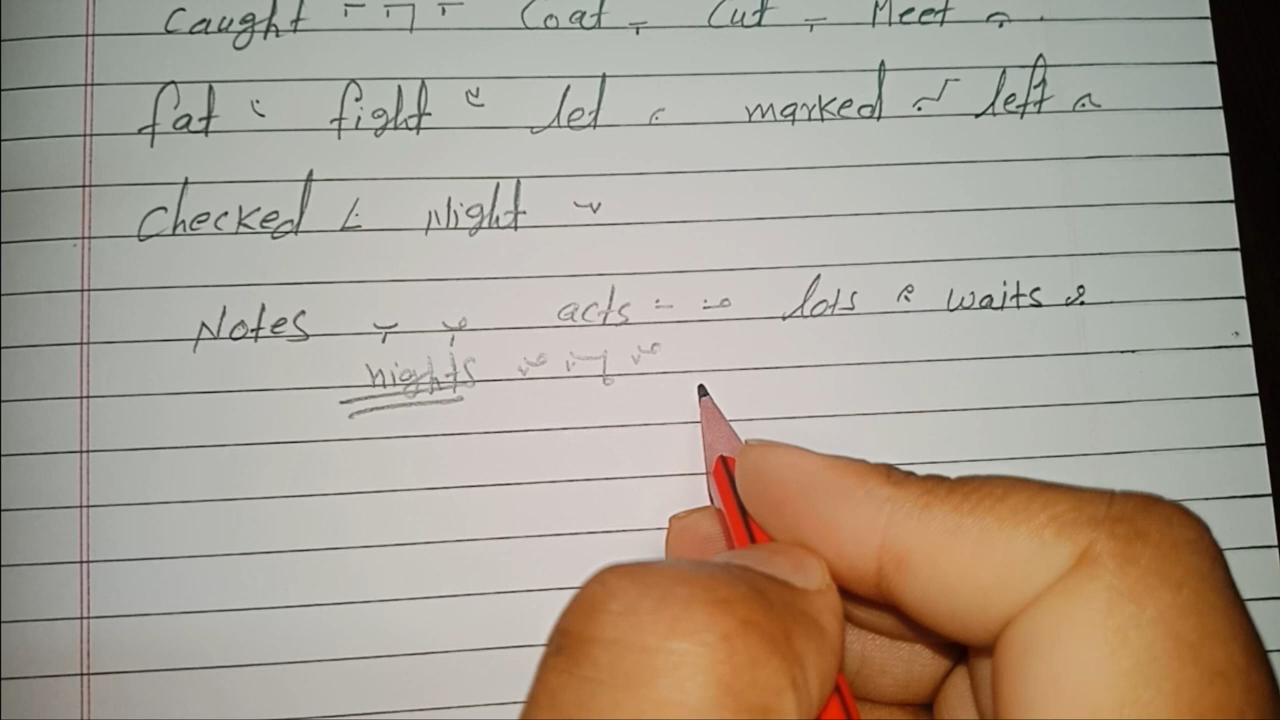 Caught Coat Cut Meet
fat fight let marked left
Checked Night
Notes acts lots waits
nights